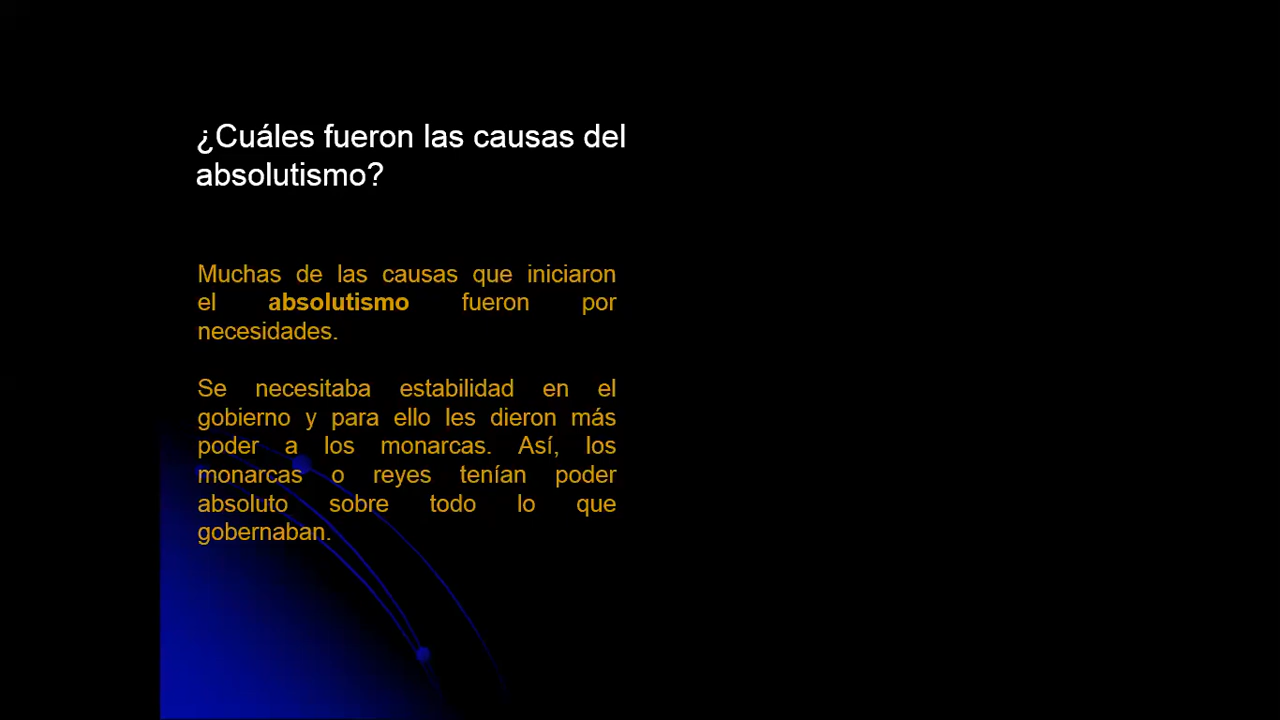 ¿Cuáles fueron las causas del
absolutismo?
Muchas de las causas que iniciaron
el absolutismo fueron por
necesidades.
Se necesitaba estabilidad en el
gobierno y para ello les dieron más
poder a los monarcas. Así, los
monarcas o reyes tenían poder
absoluto sobre todo lo que
gobernaban.